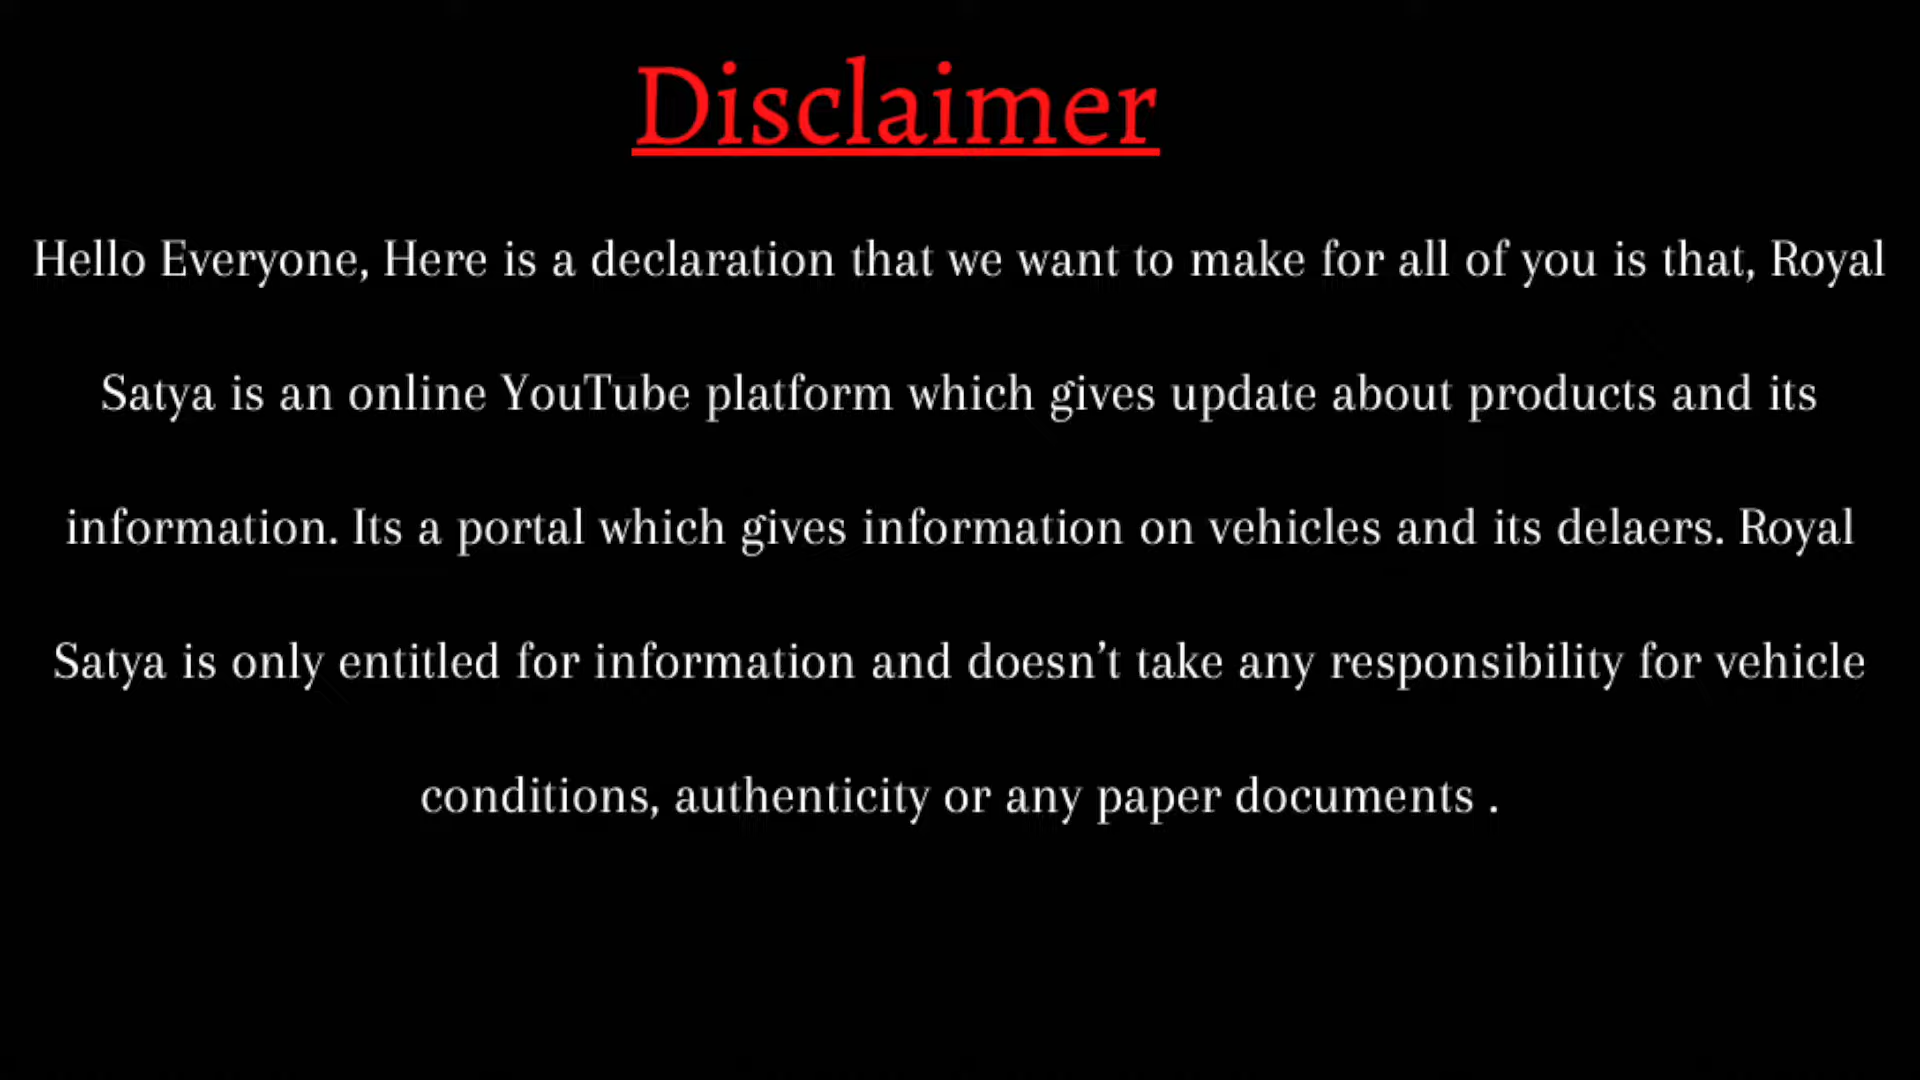 Disclaimer
Hello Everyone, Here is a declaration that we want to make for all of you is that, Royal
Satya is an online YouTube platform which gives update about products and its
information. Its a portal which gives information on vehicles and its delaers. Royal
Satya is only entitled for information and doesn’t take any responsibility for vehicle
conditions, authenticity or any paper documents .